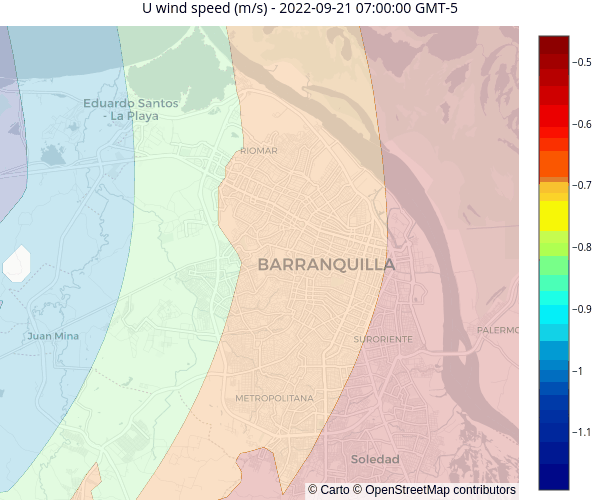 U wind speed (m/s) - 2022-09-21 07:00:00 GMT-5
Eduardo Santos
- La Playa
RIOMAR
BARRANQUILLA
Juan Mina
SURORIENTE
PALERMO
METROPOLITANA
Soledad
© Carto © OpenStreetMap contributors
−0.5
−0.6
−0.7
−0.8
−0.9
−1
−1.1